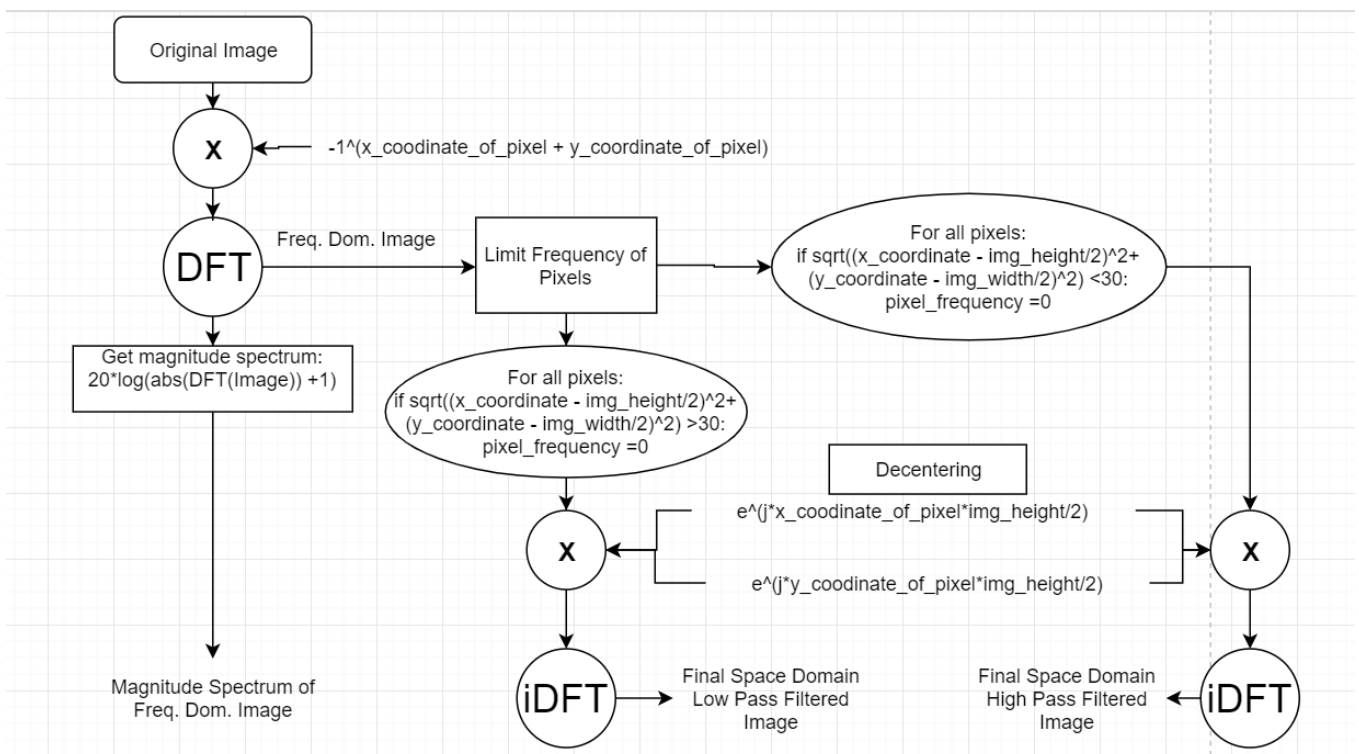 Original Image
x
-1^(x_coodinate_of_pixel + y_coordinate_of_pixel)
DFT
Freq. Dom. Image
Limit Frequency of
Pixels
For all pixels:
if sqrt((x_coordinate - img_height/2)^2+
(y_coordinate - img_width/2)^2) <30:
pixel_frequency =0
Get magnitude spectrum:
20*log(abs(DFT(Image)) +1)
For all pixels:
if sqrt((x_coordinate - img_height/2)^2+
(y_coordinate - img_width/2)^2) >30:
pixel_frequency =0
Decentering
e^(j*x_coodinate_of_pixel*img_height/2)
x
x
e^(j*y_coodinate_of_pixel*img_height/2)
Magnitude Spectrum of
Freq. Dom. Image
iDFT
Final Space Domain
Low Pass Filtered
Image
Final Space Domain
High Pass Filtered
Image
iDFT